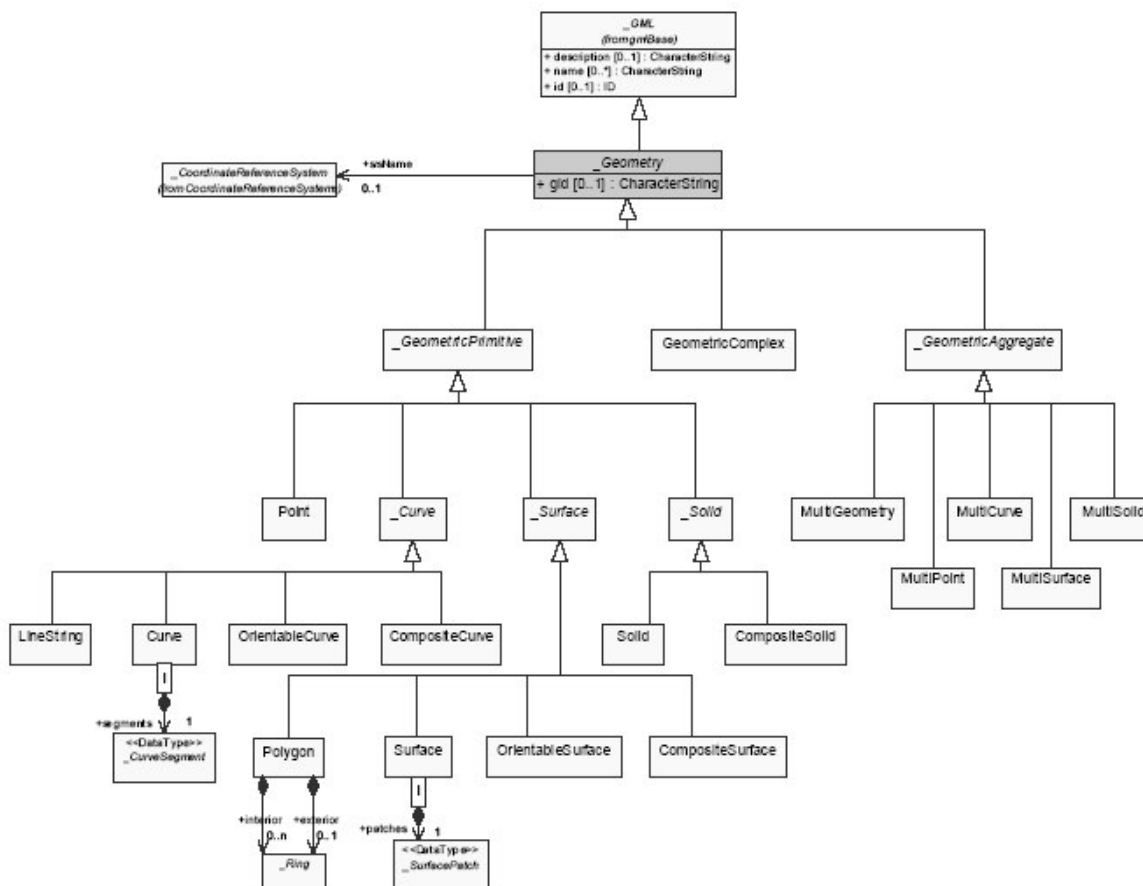 _GML
(fromgmlBase)
+ description [0..1] : CharacterString
+ name [0..*] : CharacterString
+ id [0..1] : ID
+srsName
_CoordinateReferenceSystem
(from CoordinateReferenceSystems)
0..1
_Geometry
+ gid [0..1] : CharacterString
_GeometricPrimitive
GeometricComplex
_GeometricAggregate
Point
_Curve
_Surface
_Solid
MultiGeometry
MultiCurve
MultiSolid
MultiPoint
MultiSurface
LineString
Curve
OrientableCurve
CompositeCurve
Solid
CompositeSolid
I
+segments
1
<<DataType>>
_CurveSegment
Polygon
Surface
OrientableSurface
CompositeSurface
I
+interior
0..n
+exterior
0..1
+patches
1
_Ring
<<DataType>>
_SurfacePatch